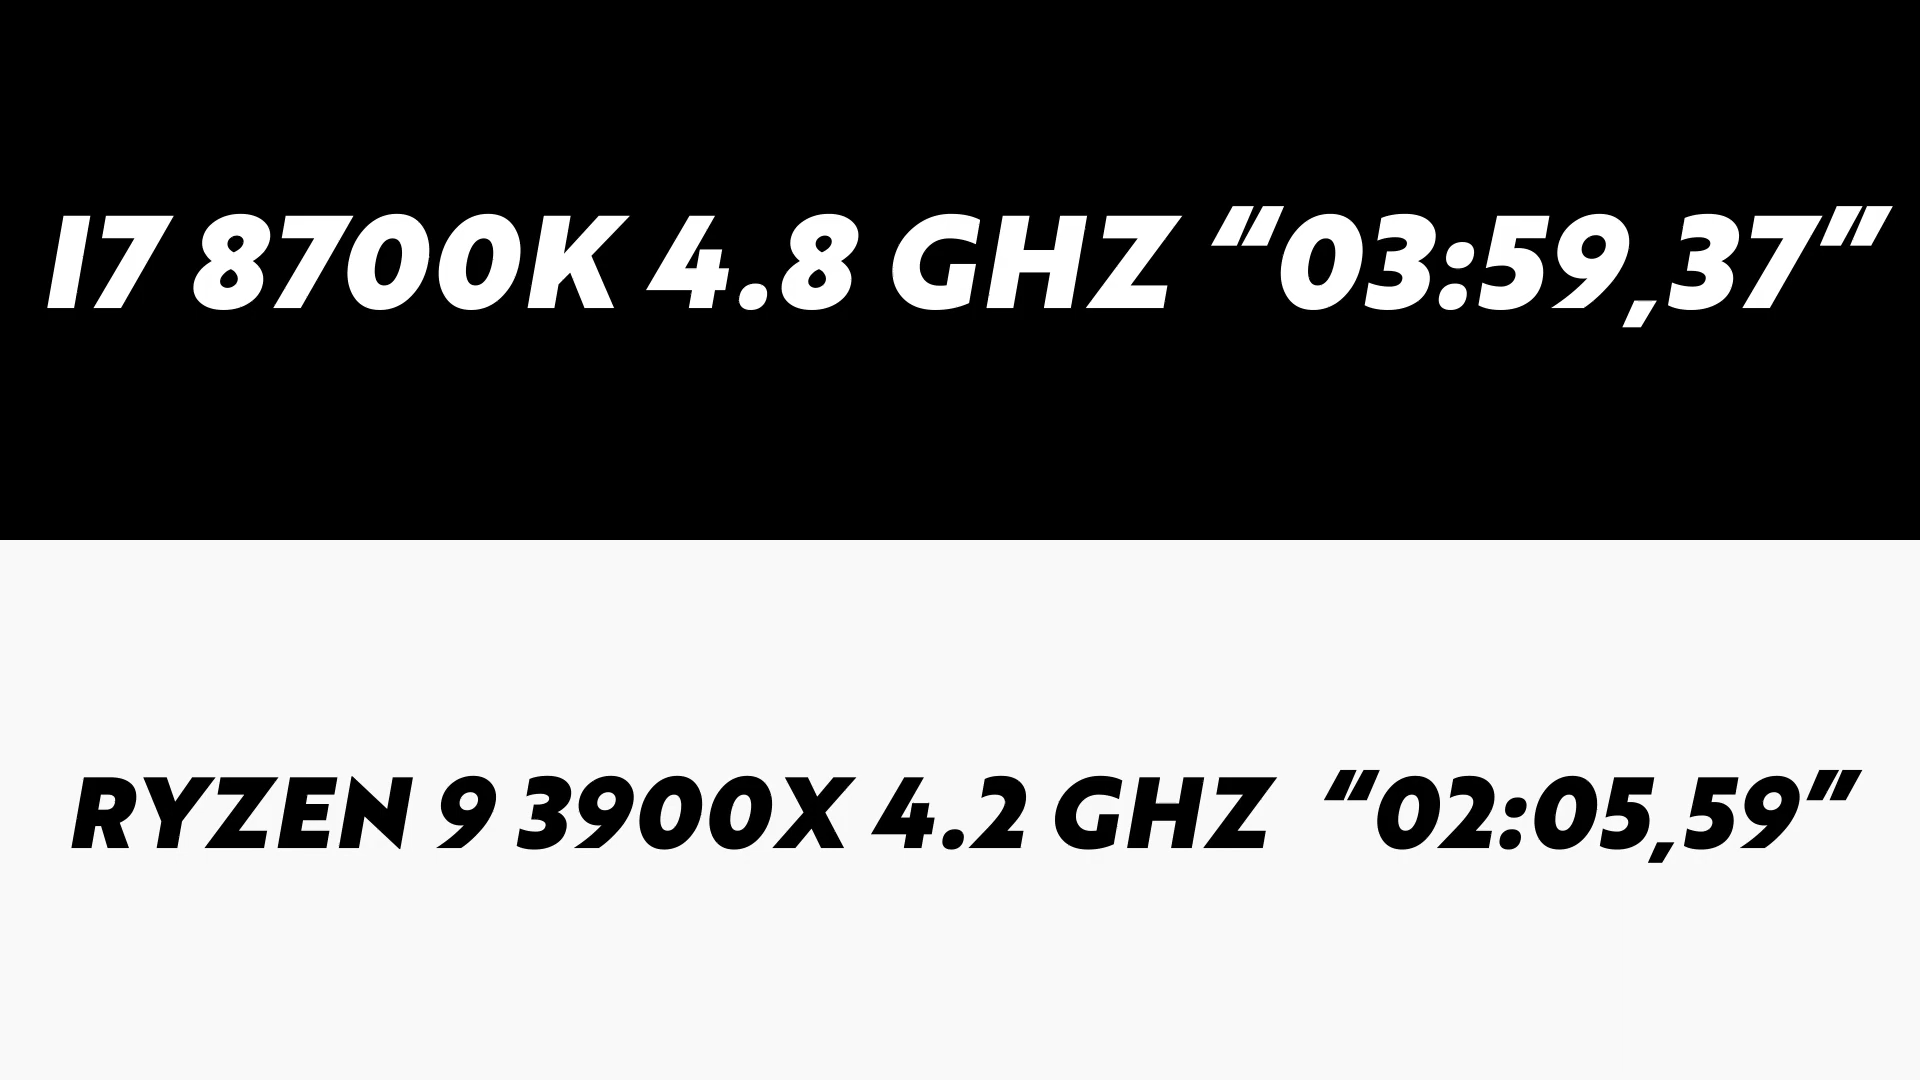 I7 8700K 4.8 GHZ “03:59,37”
RYZEN 9 3900X 4.2 GHZ “02:05,59”